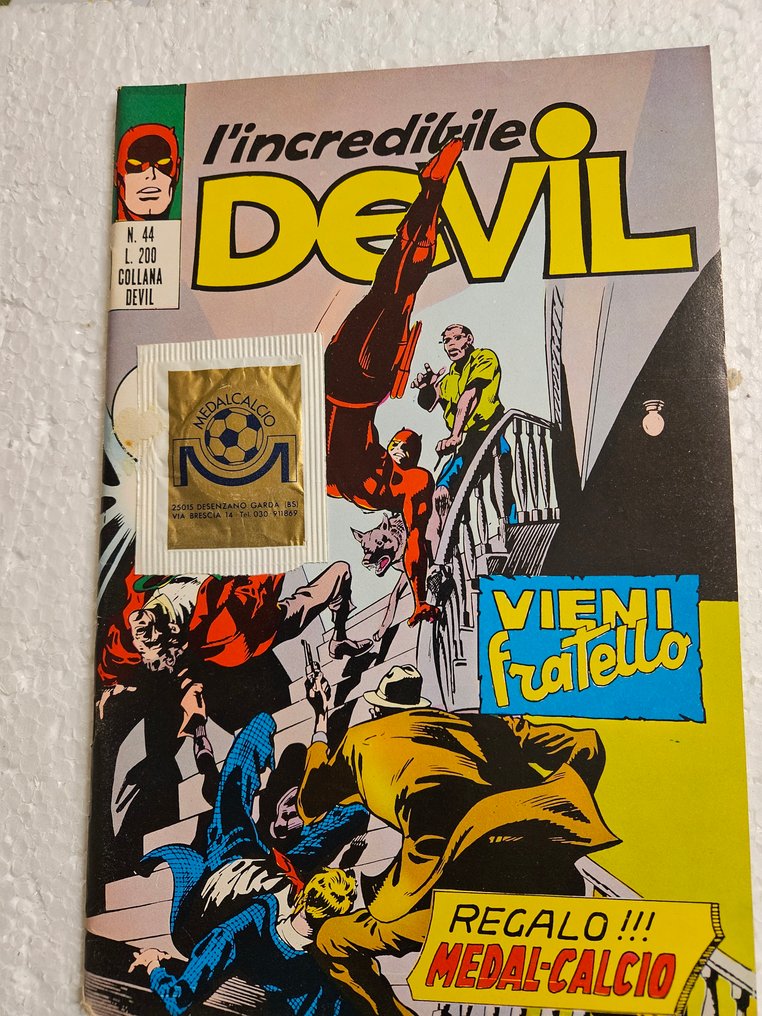 l'incredibile
DEViL
N. 44
L. 200
COLLANA
DEVIL
MEDALCALCIO
25015 DESENZANO GARDA (BS)
VIA BRESCIA 14 - Tel. 030 911869
VIENI
fratello
REGALO!!!
MEDAL-CALCIO